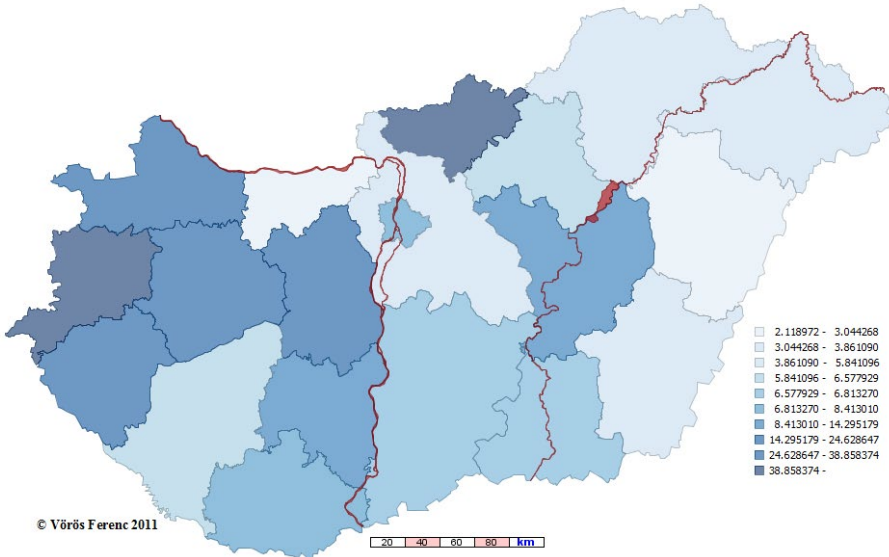 2.118972 - 3.044268
3.044268 - 3.861090
3.861090 - 5.841096
5.841096 - 6.577929
6.577929 - 6.813270
6.813270 - 8.413010
8.413010 - 14.295179
14.295179 - 24.628647
24.628647 - 38.858374
38.858374 -
© Vörös Ferenc 2011
20 40 60 80 km